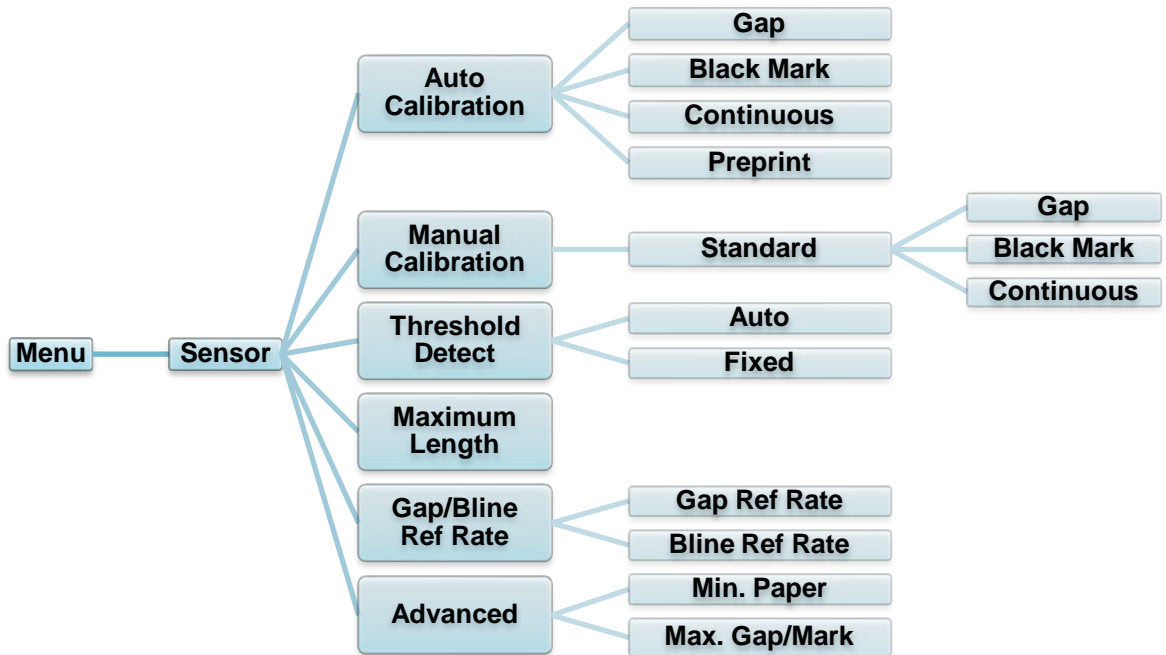 Menu
Sensor
Auto
Calibration
Gap
Black Mark
Continuous
Preprint
Manual
Calibration
Standard
Gap
Black Mark
Continuous
Threshold
Detect
Auto
Fixed
Maximum
Length
Gap/Bline
Ref Rate
Gap Ref Rate
Bline Ref Rate
Advanced
Min. Paper
Max. Gap/Mark